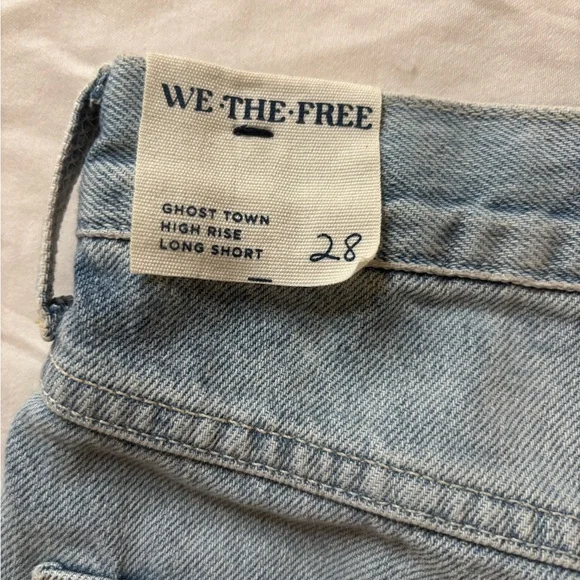 WE·THE·FREE
GHOST TOWN
HIGH RISE
LONG SHORT
28